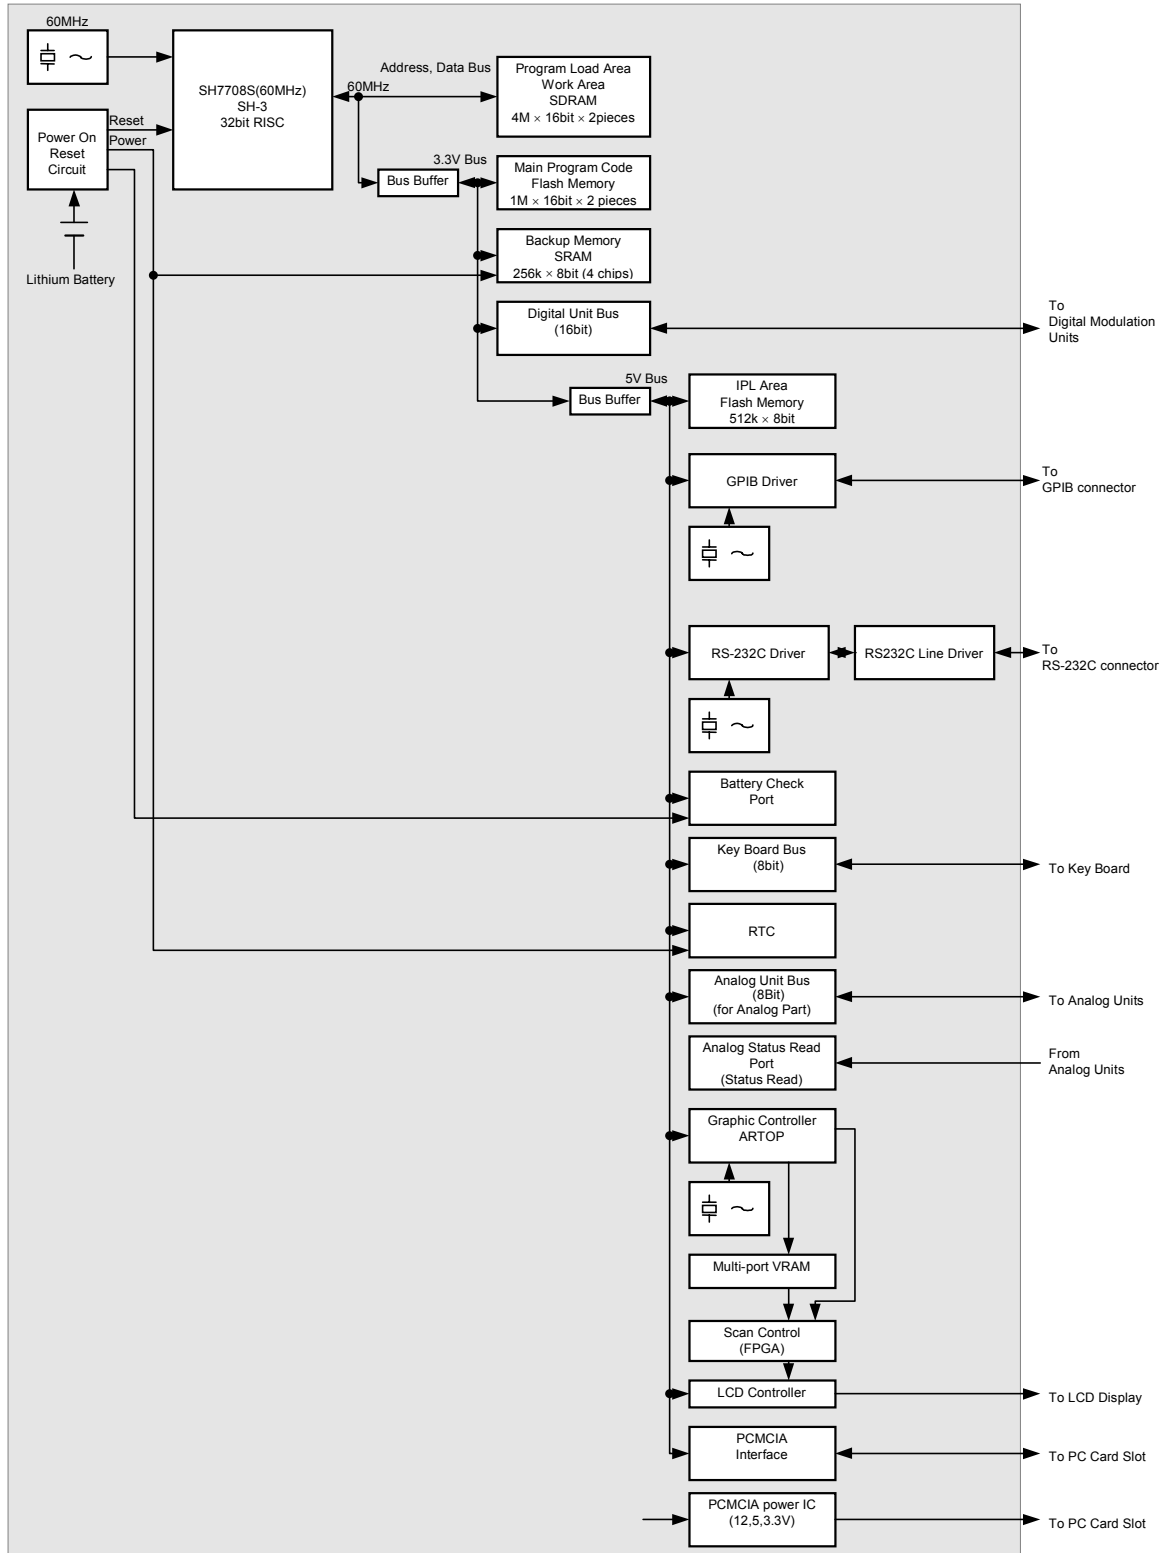 60MHz
SH7708S(60MHz)
SH-3
32bit RISC
Address, Data Bus
60MHz
Program Load Area
Work Area
SDRAM
4M × 16bit × 2pieces
Power On
Reset
Circuit
Reset
Power
Lithium Battery
3.3V Bus
Bus Buffer
Main Program Code
Flash Memory
1M × 16bit × 2 pieces
Backup Memory
SRAM
256k × 8bit (4 chips)
Digital Unit Bus
(16bit)
To
Digital Modulation
Units
5V Bus
Bus Buffer
IPL Area
Flash Memory
512k × 8bit
GPIB Driver
To
GPIB connector
RS-232C Driver
RS232C Line Driver
To
RS-232C connector
Battery Check
Port
Key Board Bus
(8bit)
To Key Board
RTC
Analog Unit Bus
(8Bit)
(for Analog Part)
To Analog Units
Analog Status Read
Port
(Status Read)
From
Analog Units
Graphic Controller
ARTOP
Multi-port VRAM
Scan Control
(FPGA)
LCD Controller
To LCD Display
PCMCIA
Interface
To PC Card Slot
PCMCIA power IC
(12,5,3.3V)
To PC Card Slot